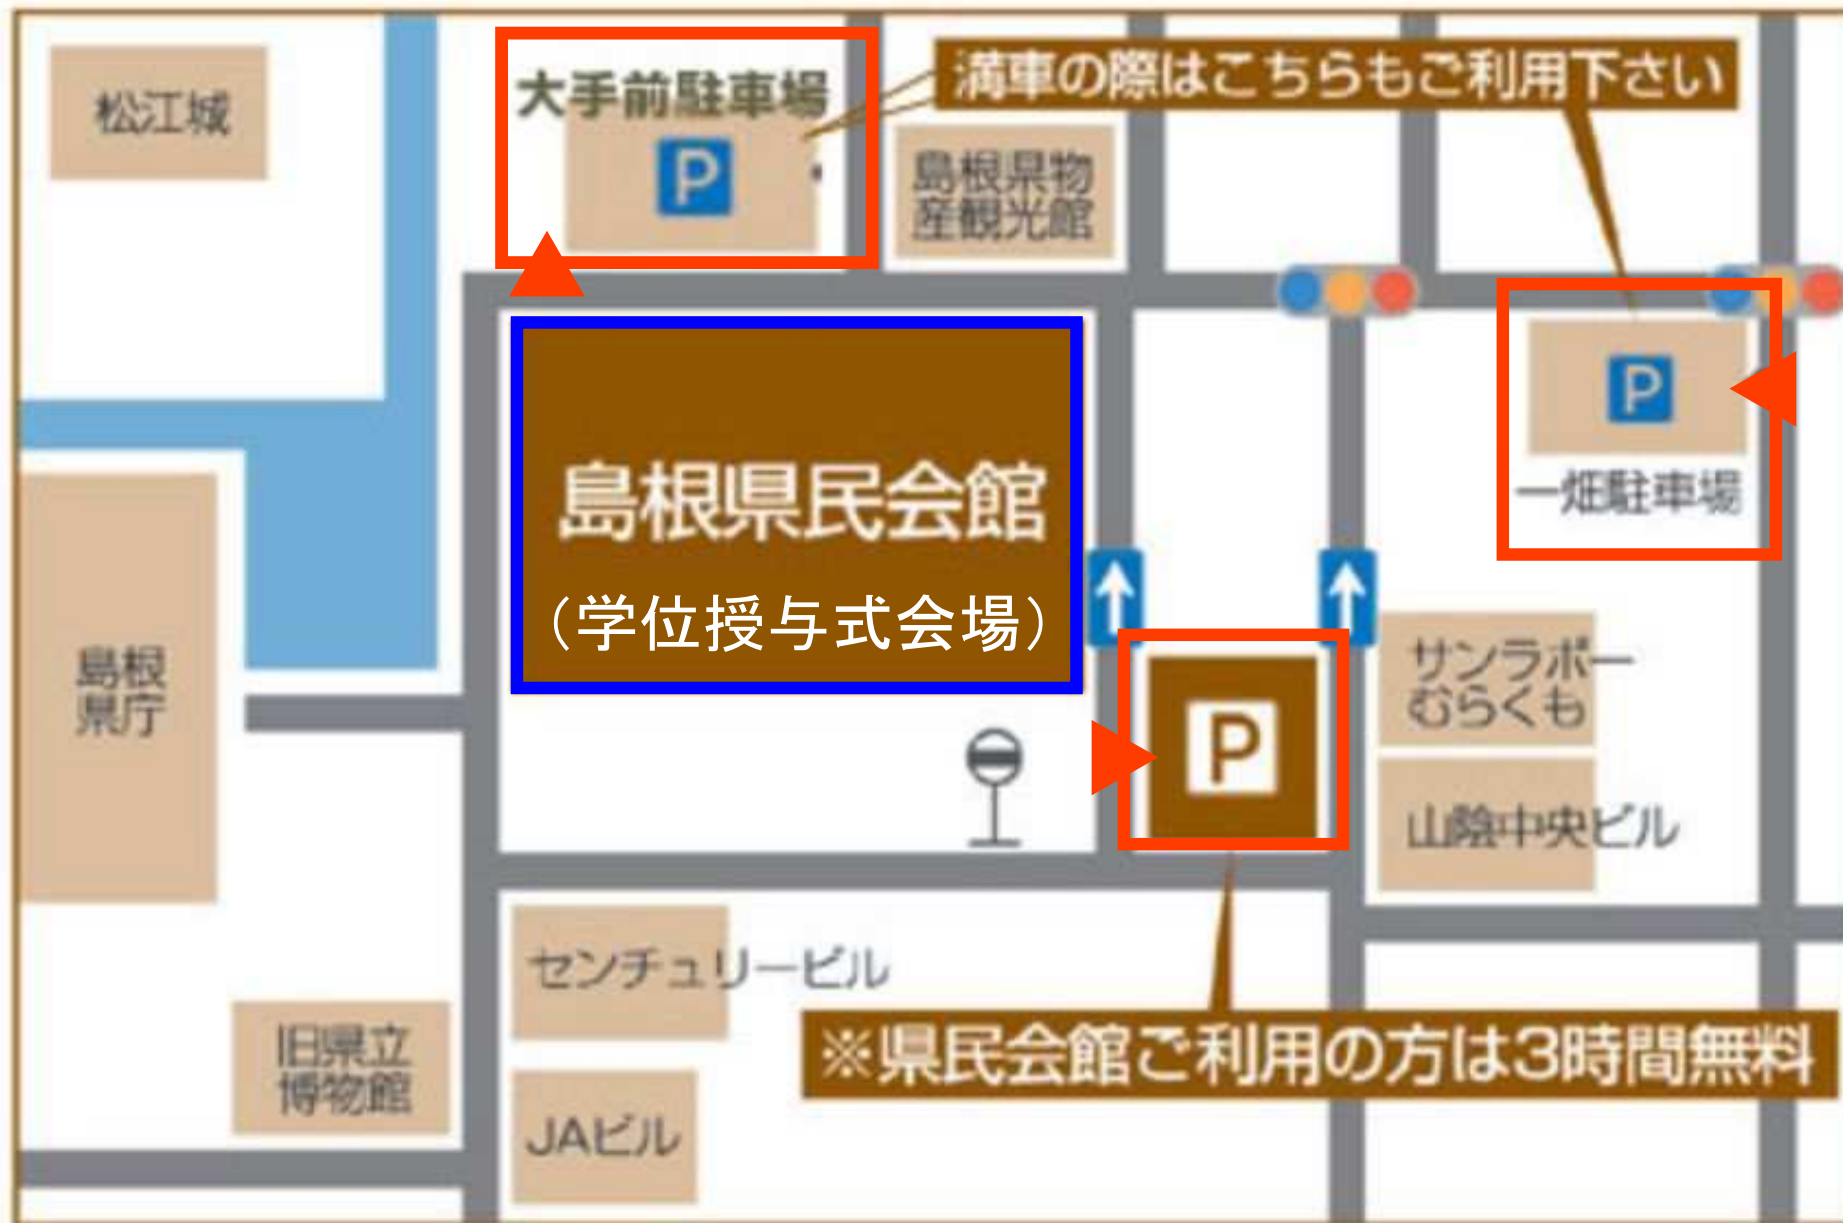 松江城
大手前駐車場
P
満車の際はこちらもご利用下さい
島根県物
産観光館
P
一畑駐車場
島根県民会館
（学位授与式会場）
島根
県庁
P
サンラポー
むらくも
山陰中央ビル
センチュリービル
※県民会館ご利用の方は3時間無料
旧県立
博物館
JAビル